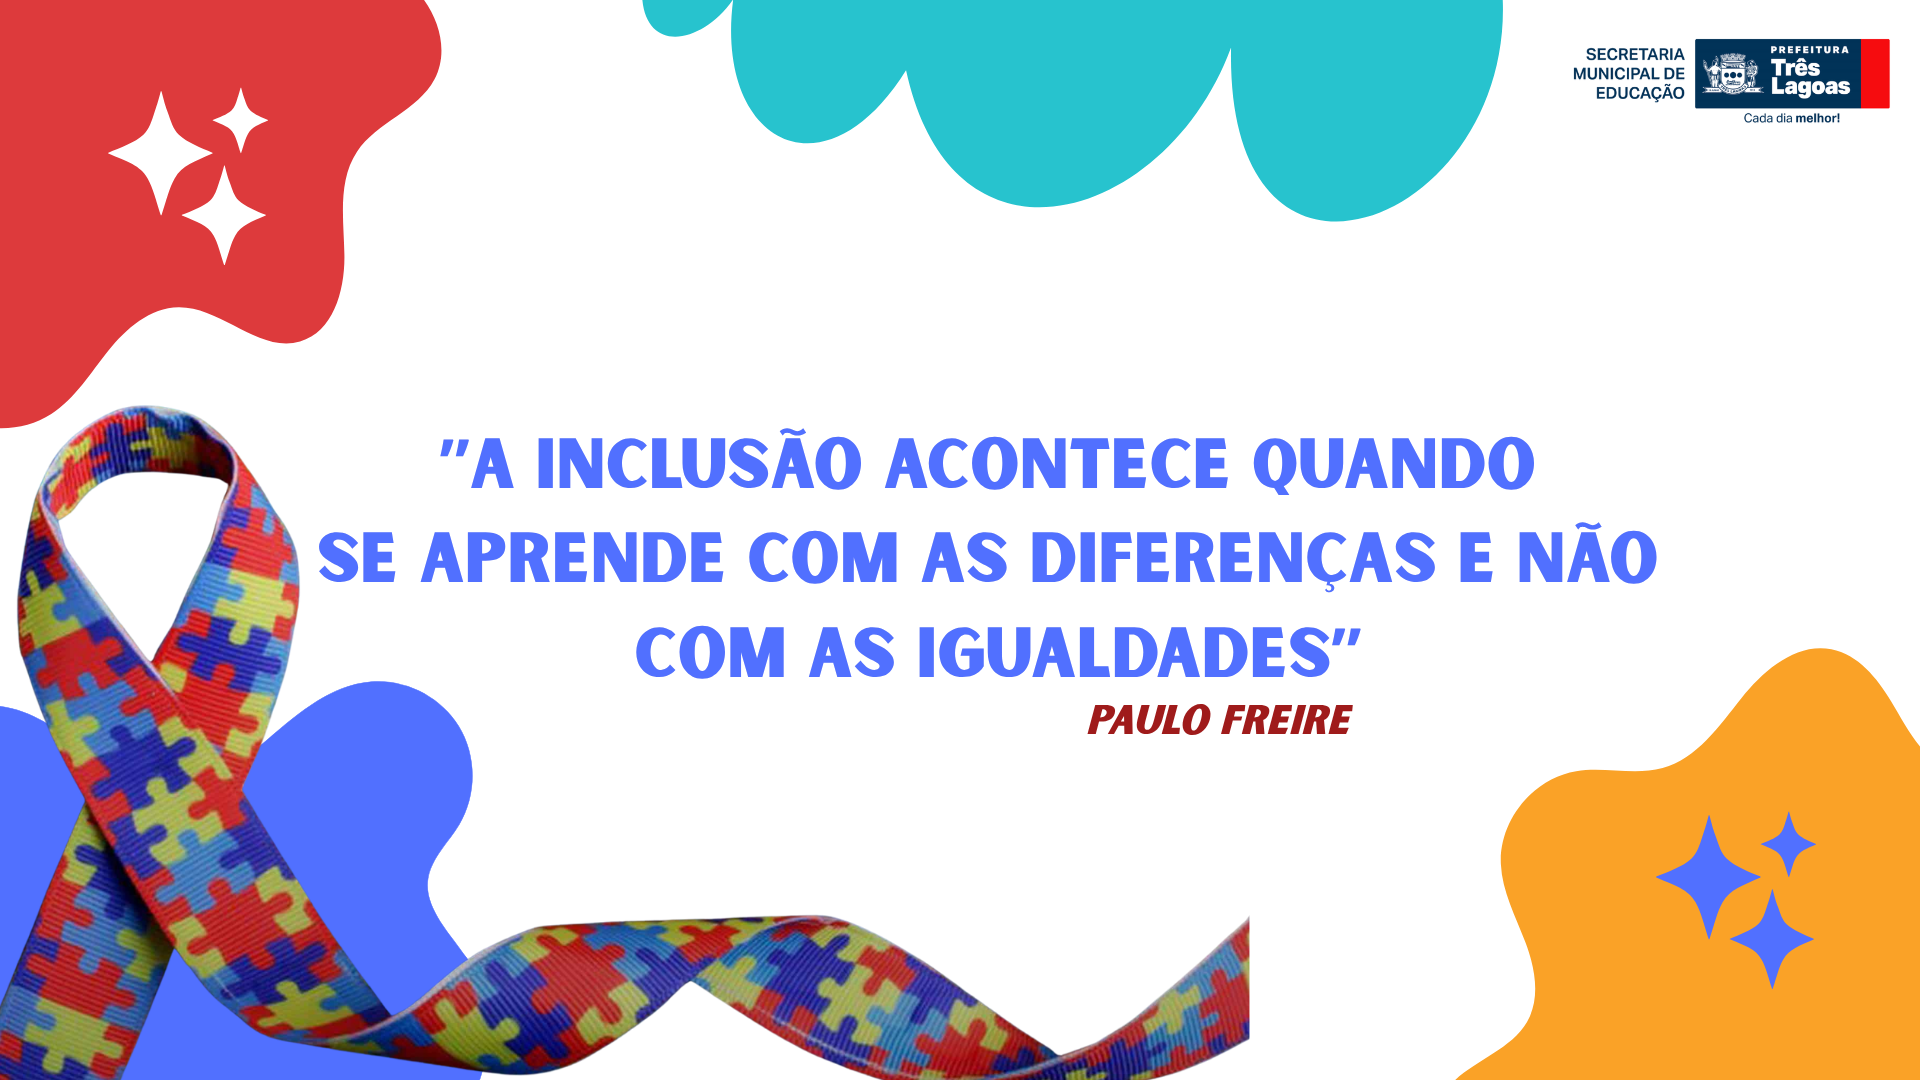 SECRETARIA
MUNICIPAL DE
EDUCAÇÃO
PREFEITURA
Três
Lagoas
Cada dia melhor!
"A INCLUSÃO ACONTECE QUANDO
SE APRENDE COM AS DIFERENÇAS E NÃO
COM AS IGUALDADES"
PAULO FREIRE